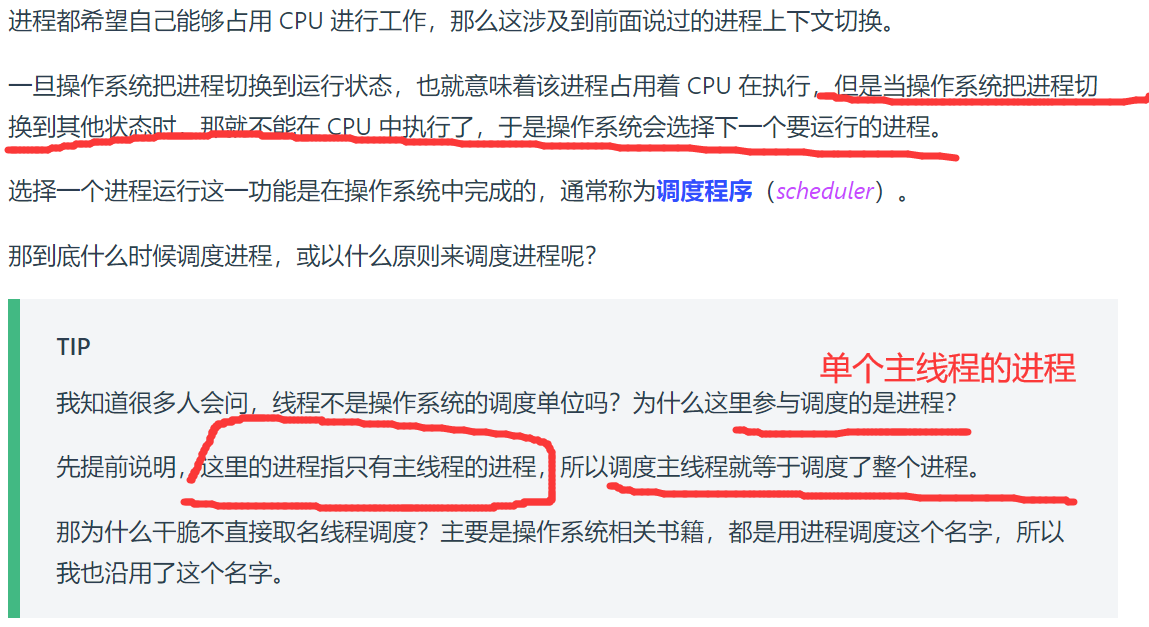 进程都希望自己能够占用 CPU 进行工作，那么这涉及到前面说过的进程上下文切换。
一旦操作系统把进程切换到运行状态，也就意味着该进程占用着 CPU 在执行，但是当操作系统把进程切
换到其他状态时，那就不能在 CPU 中执行了，于是操作系统会选择下一个要运行的进程。
选择一个进程运行这一功能是在操作系统中完成的，通常称为调度程序（scheduler）。
那到底什么时候调度进程，或以什么原则来调度进程呢？
TIP
单个主线程的进程
我知道很多人会问，线程不是操作系统的调度单位吗？为什么这里参与调度的是进程？
先提前说明，这里的进程指只有主线程的进程，所以调度主线程就等于调度了整个进程。
那为什么干脆不直接取名线程调度？主要是操作系统相关书籍，都是用进程调度这个名字，所以
我也沿用了这个名字。